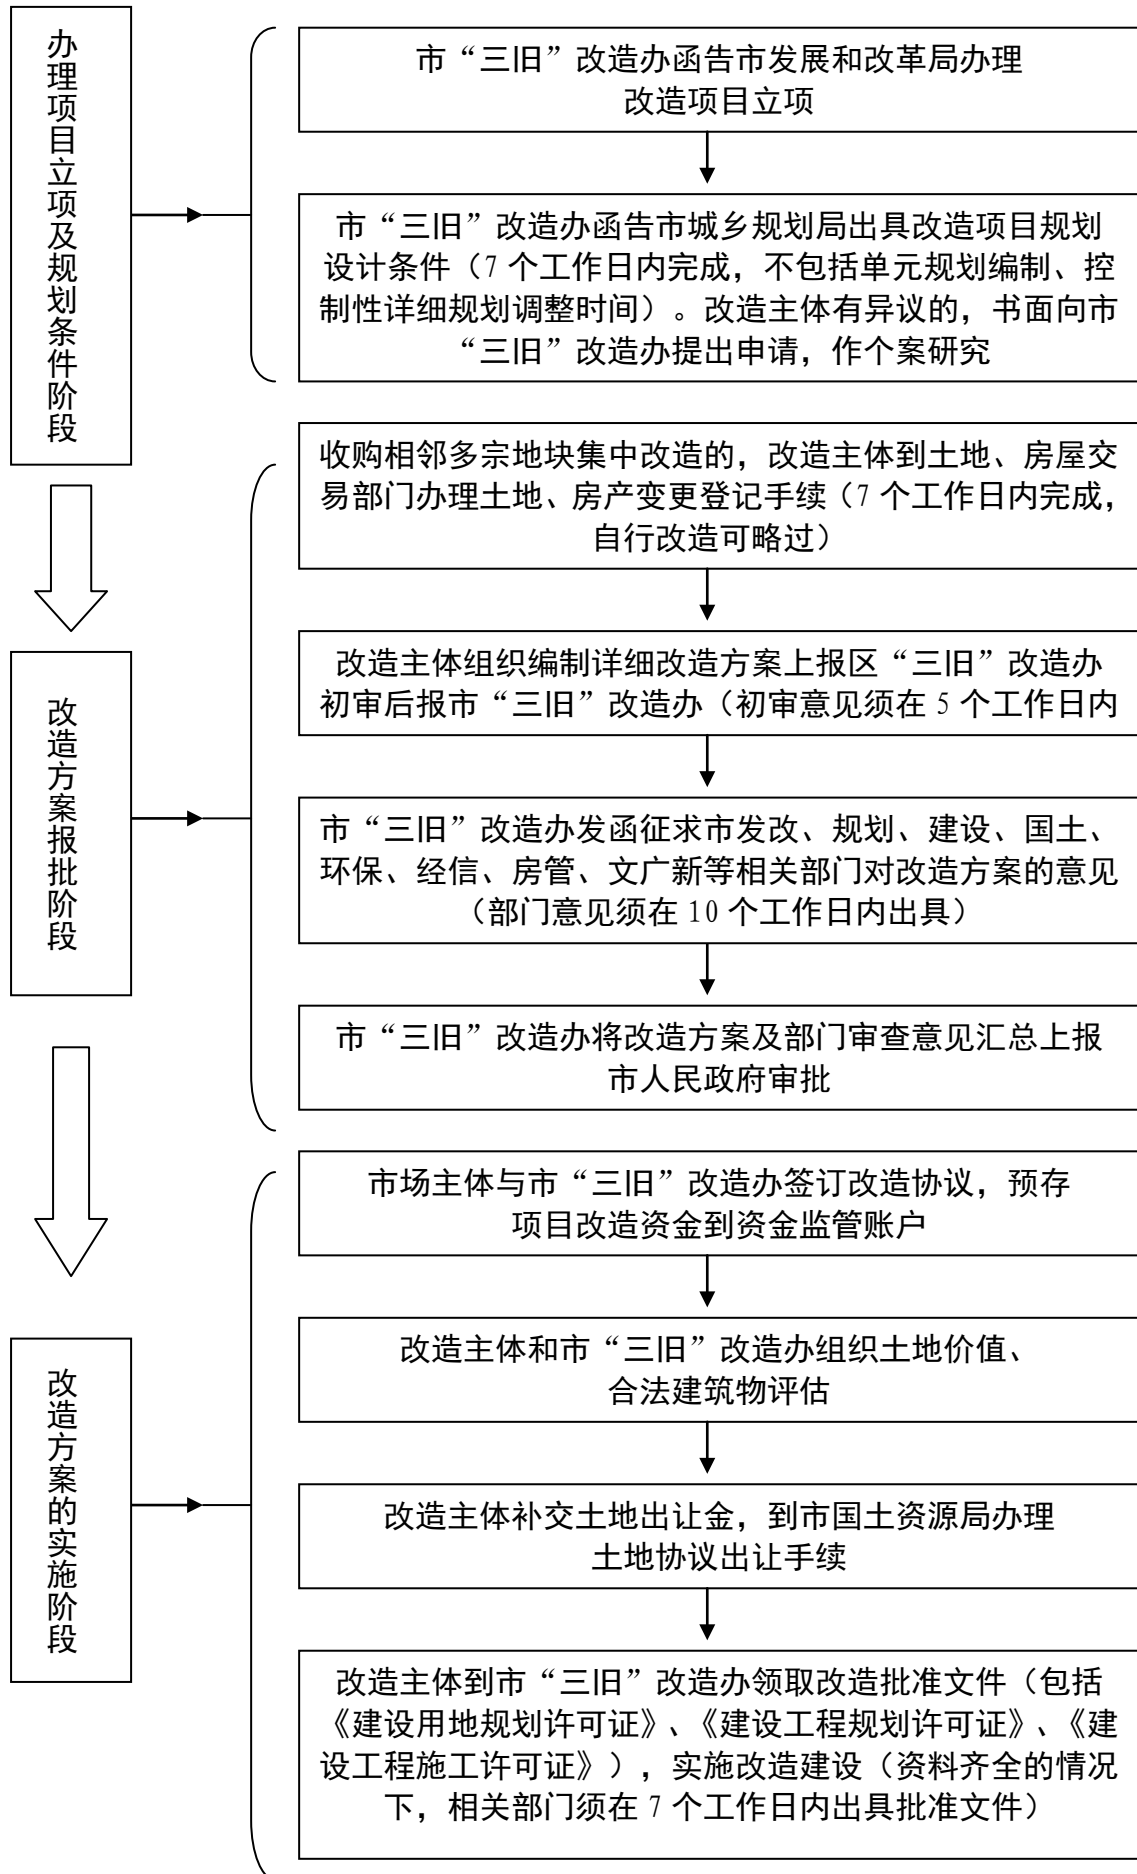 办理项目立项及规划条件阶段
市“三旧”改造办函告市发展和改革局办理
改造项目立项
市“三旧”改造办函告市城乡规划局出具改造项目规划
设计条件（7 个工作日内完成，不包括单元规划编制、控
制性详细规划调整时间）。改造主体有异议的，书面向市
“三旧”改造办提出申请，作个案研究
改造方案报批阶段
收购相邻多宗地块集中改造的，改造主体到土地、房屋交
易部门办理土地、房产变更登记手续（7 个工作日内完成，
自行改造可略过）
改造主体组织编制详细改造方案上报区“三旧”改造办
初审后报市“三旧”改造办（初审意见须在 5 个工作日内
市“三旧”改造办发函征求市发改、规划、建设、国土、
环保、经信、房管、文广新等相关部门对改造方案的意见
（部门意见须在 10 个工作日内出具）
市“三旧”改造办将改造方案及部门审查意见汇总上报
市人民政府审批
改造方案的实施阶段
市场主体与市“三旧”改造办签订改造协议，预存
项目改造资金到资金监管账户
改造主体和市“三旧”改造办组织土地价值、
合法建筑物评估
改造主体补交土地出让金，到市国土资源局办理
土地协议出让手续
改造主体到市“三旧”改造办领取改造批准文件（包括
《建设用地规划许可证》、《建设工程规划许可证》、《建
设工程施工许可证》），实施改造建设（资料齐全的情况
下，相关部门须在 7 个工作日内出具批准文件）